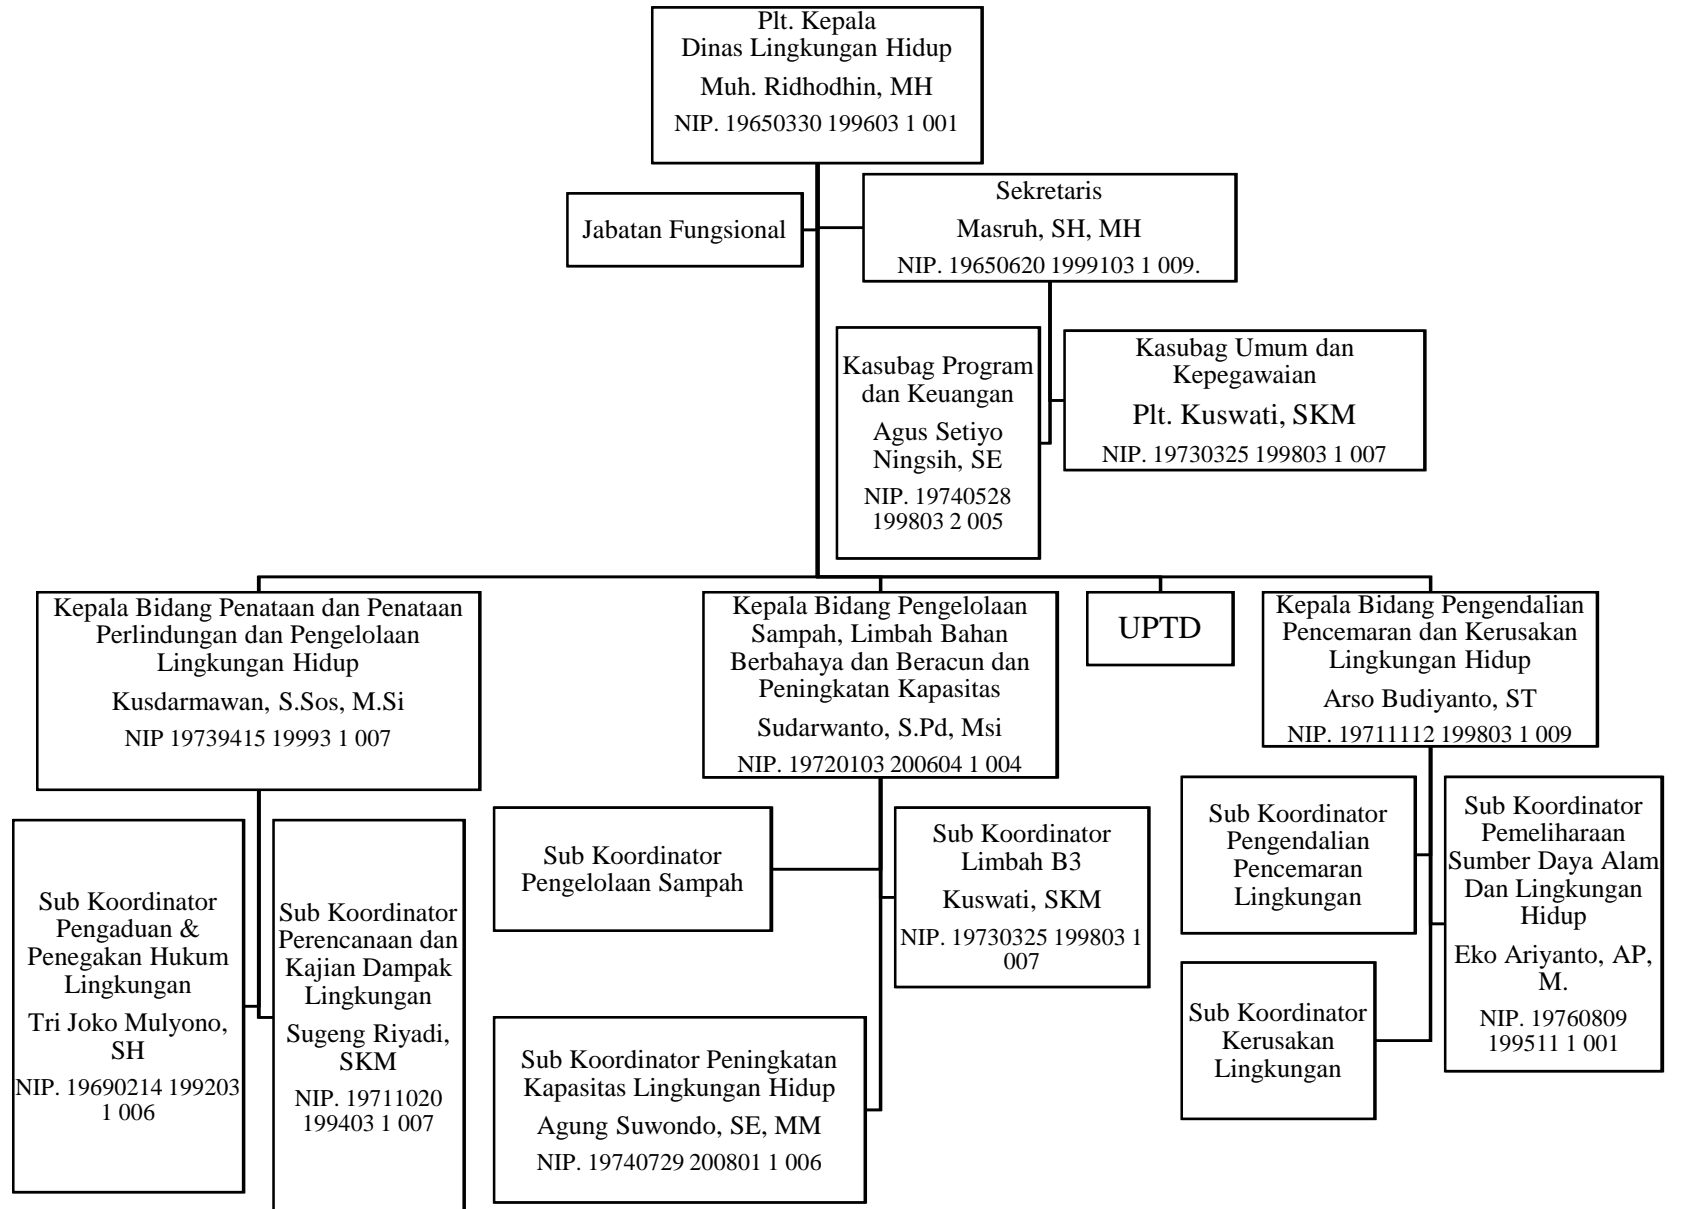 Plt. Kepala
Dinas Lingkungan Hidup
Muh. Ridhodhin, MH
NIP. 19650330 199603 1 001
Jabatan Fungsional
Sekretaris
Masruh, SH, MH
NIP. 19650620 1999103 1 009.
Kasubag Program
dan Keuangan
Agus Setiyo
Ningsih, SE
NIP. 19740528
199803 2 005
Kasubag Umum dan
Kepegawaian
Plt. Kuswati, SKM
NIP. 19730325 199803 1 007
Kepala Bidang Penataan dan Penataan
Perlindungan dan Pengelolaan
Lingkungan Hidup
Kusdarmawan, S.Sos, M.Si
NIP 19739415 19993 1 007
Kepala Bidang Pengelolaan
Sampah, Limbah Bahan
Berbahaya dan Beracun dan
Peningkatan Kapasitas
Sudarwanto, S.Pd, Msi
NIP. 19720103 200604 1 004
UPTD
Kepala Bidang Pengendalian
Pencemaran dan Kerusakan
Lingkungan Hidup
Arso Budiyanto, ST
NIP. 19711112 199803 1 009
Sub Koordinator
Pengaduan &
Penegakan Hukum
Lingkungan
Tri Joko Mulyono,
SH
NIP. 19690214 199203
1 006
Sub Koordinator
Perencanaan dan
Kajian Dampak
Lingkungan
Sugeng Riyadi,
SKM
NIP. 19711020
199403 1 007
Sub Koordinator
Pengelolaan Sampah
Sub Koordinator
Limbah B3
Kuswati, SKM
NIP. 19730325 199803 1
007
Sub Koordinator Peningkatan
Kapasitas Lingkungan Hidup
Agung Suwondo, SE, MM
NIP. 19740729 200801 1 006
Sub Koordinator
Pengendalian
Pencemaran
Lingkungan
Sub Koordinator
Pemeliharaan
Sumber Daya Alam
Dan Lingkungan
Hidup
Eko Ariyanto, AP,
M.
NIP. 19760809
199511 1 001
Sub Koordinator
Kerusakan
Lingkungan